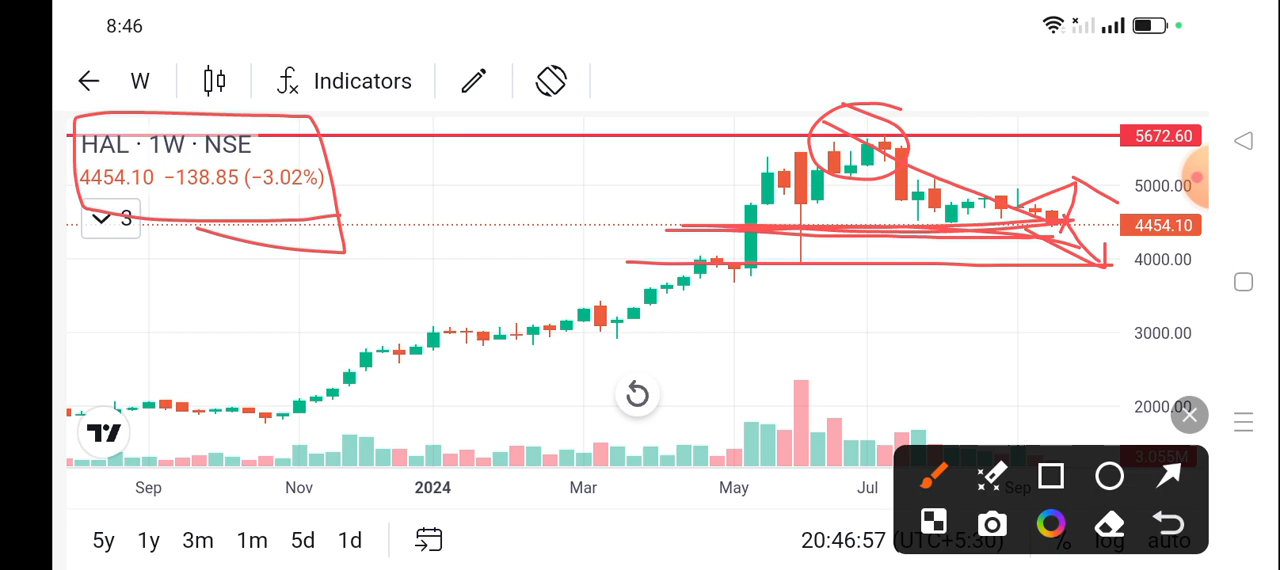 8:46
W
Indicators
HAL · 1W · NSE
4454.10 −138.85 (−3.02%)
3
5672.60
5000.00
4454.10
4000.00
3000.00
2000.00
3.055M
Sep Nov 2024 Mar May Jul Sep
5y 1y 3m 1m 5d 1d
20:46:57 (UTC+5:30) % log auto